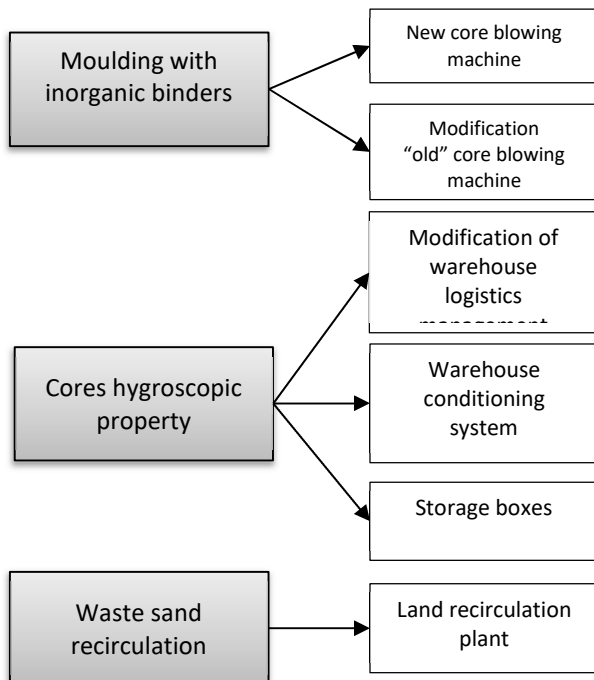 Moulding with
inorganic binders
New core blowing
machine
Modification
“old” core blowing
machine
Cores hygroscopic
property
Modification of
warehouse
logistics
management
Warehouse
conditioning
system
Storage boxes
Waste sand
recirculation
Land recirculation
plant